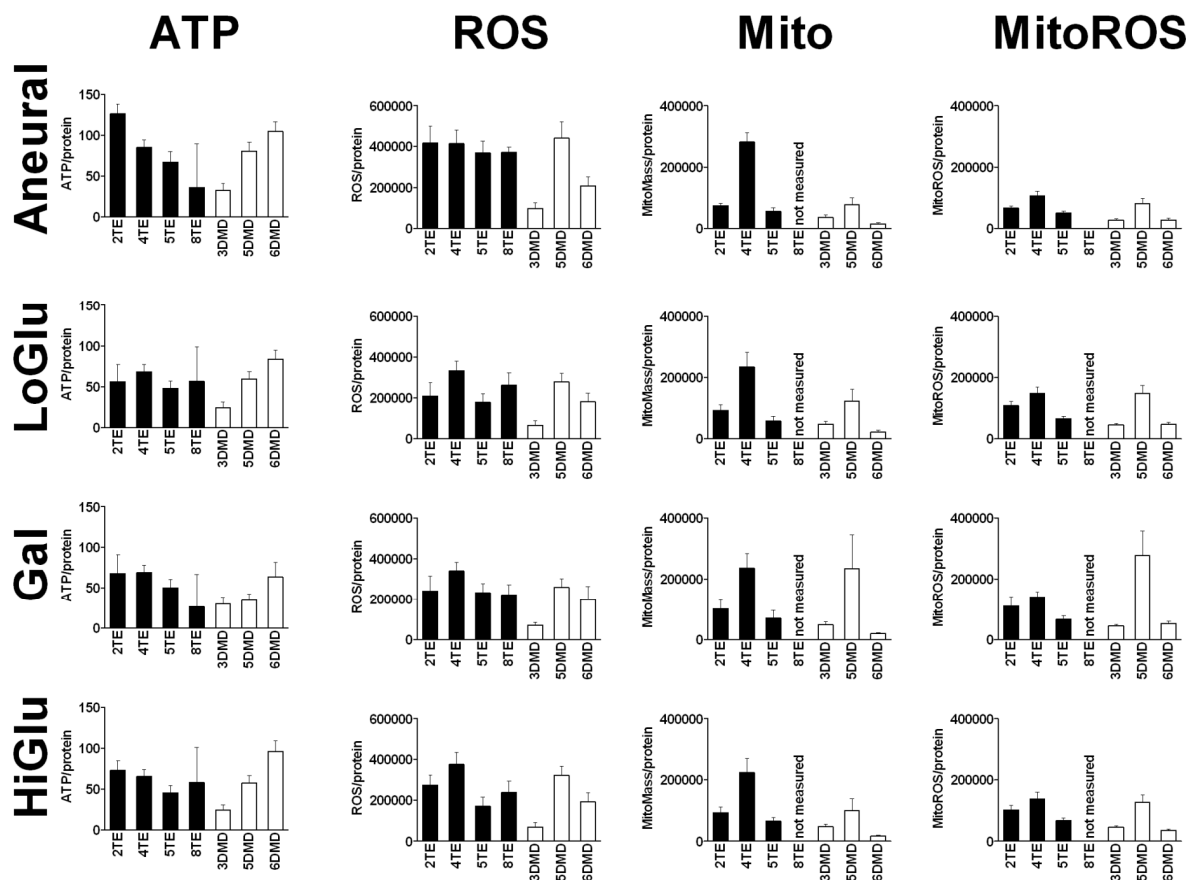 ATP ROS Mito MitoROS
Aneural
150
100
50
0
ATP/protein
2TE 4TE 5TE 8TE 3DMD 5DMD 6DMD
600000
400000
200000
0
ROS/protein
2TE 4TE 5TE 8TE 3DMD 5DMD 6DMD
400000
200000
0
MitoMass/protein
not measured
2TE 4TE 5TE 8TE 3DMD 5DMD 6DMD
400000
200000
0
MitoROS/protein
2TE 4TE 5TE 8TE 3DMD 5DMD 6DMD
LoGlu
150
100
50
0
ATP/protein
2TE 4TE 5TE 8TE 3DMD 5DMD 6DMD
600000
400000
200000
0
ROS/protein
2TE 4TE 5TE 8TE 3DMD 5DMD 6DMD
400000
200000
0
MitoMass/protein
not measured
2TE 4TE 5TE 8TE 3DMD 5DMD 6DMD
400000
200000
0
MitoROS/protein
not measured
2TE 4TE 5TE 8TE 3DMD 5DMD 6DMD
Gal
150
100
50
0
ATP/protein
2TE 4TE 5TE 8TE 3DMD 5DMD 6DMD
600000
400000
200000
0
ROS/protein
2TE 4TE 5TE 8TE 3DMD 5DMD 6DMD
400000
200000
0
MitoMass/protein
not measured
2TE 4TE 5TE 8TE 3DMD 5DMD 6DMD
400000
200000
0
MitoROS/protein
not measured
2TE 4TE 5TE 8TE 3DMD 5DMD 6DMD
HiGlu
150
100
50
0
ATP/protein
2TE 4TE 5TE 8TE 3DMD 5DMD 6DMD
600000
400000
200000
0
ROS/protein
2TE 4TE 5TE 8TE 3DMD 5DMD 6DMD
400000
200000
0
MitoMass/protein
not measured
2TE 4TE 5TE 8TE 3DMD 5DMD 6DMD
400000
200000
0
MitoROS/protein
not measured
2TE 4TE 5TE 8TE 3DMD 5DMD 6DMD